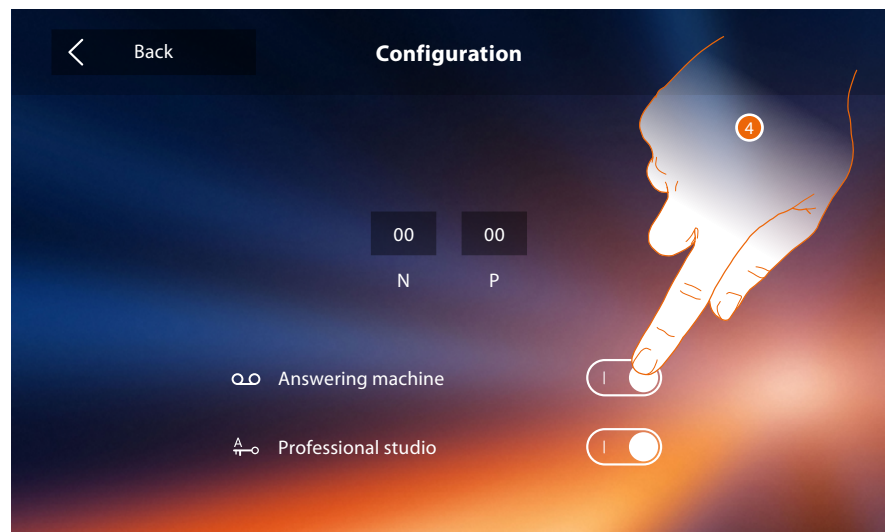 Back
Configuration
4
00 00
N P
Answering machine
A
Professional studio